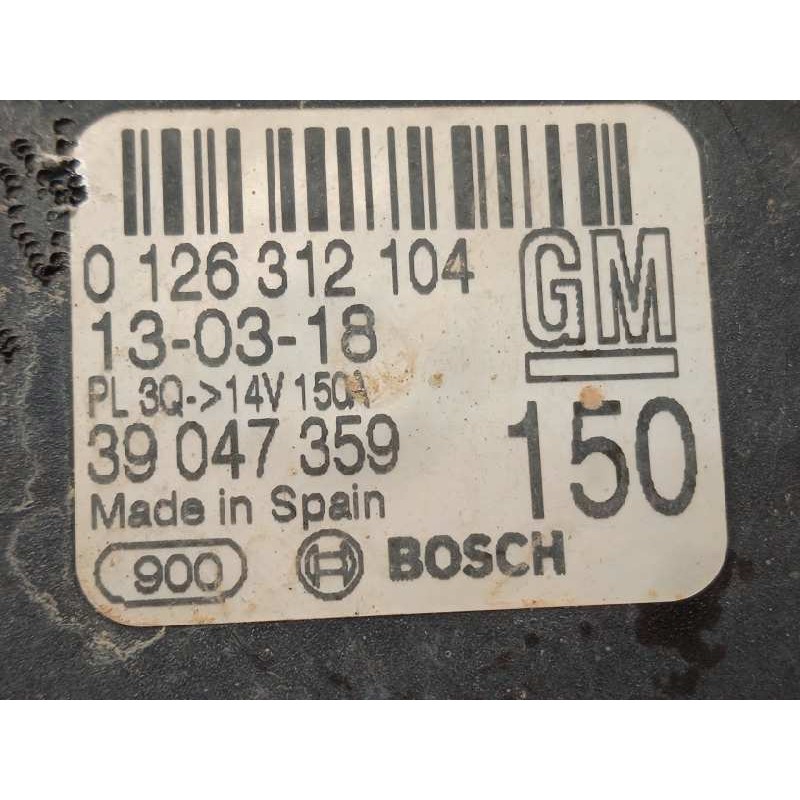 0 126 312 104
GM
13-03-18
PL 3Q->14V 150A
39 047 359
150
Made in Spain
900
BOSCH